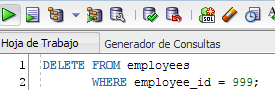 Hoja de Trabajo Generador de Consultas
1 DELETE FROM employees
2 WHERE employee_id = 999;